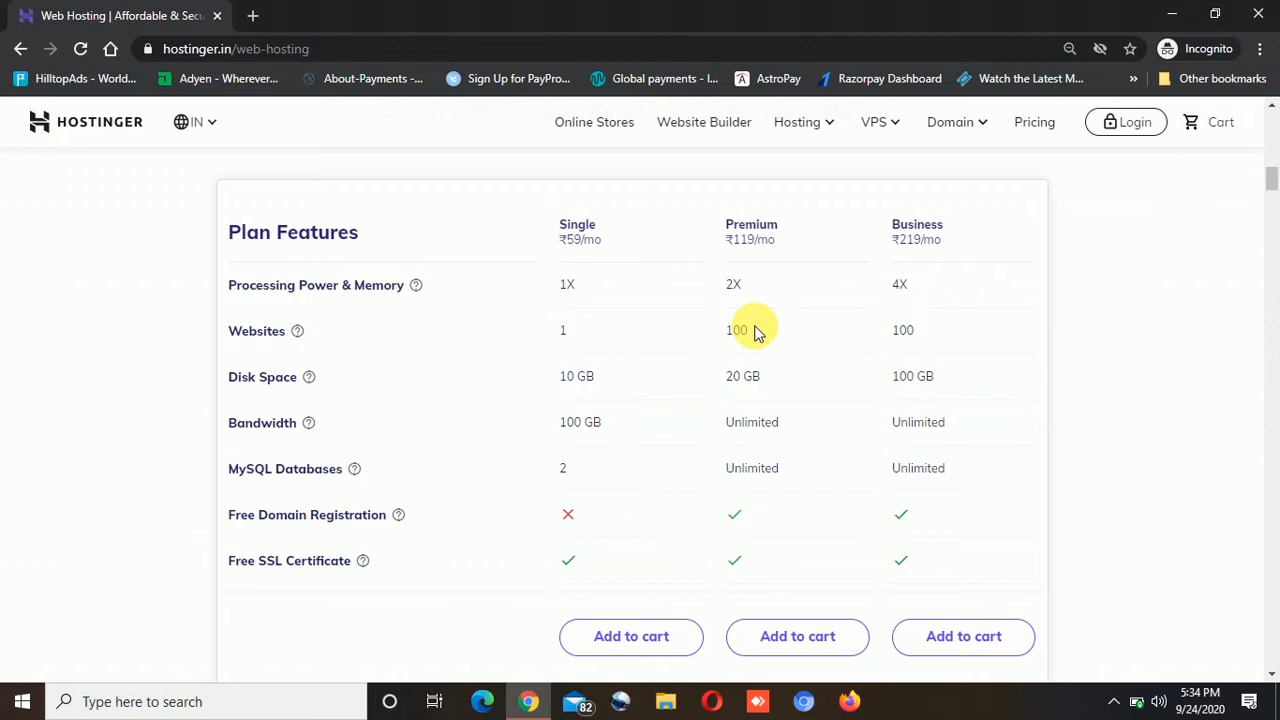 Web Hosting | Affordable & Secu
hostinger.in/web-hosting
Incognito
HilltopAds - World...
Adyen - Wherever...
About-Payments -...
Sign Up for PayPro...
Global payments - I...
AstroPay
Razorpay Dashboard
Watch the Latest M...
»
Other bookmarks
HOSTINGER
IN
Online Stores
Website Builder
Hosting
VPS
Domain
Pricing
Login
Cart
Plan Features
Single
₹59/mo
Premium
₹119/mo
Business
₹219/mo
Processing Power & Memory
1X
2X
4X
Websites
1
100
100
Disk Space
10 GB
20 GB
100 GB
Bandwidth
100 GB
Unlimited
Unlimited
MySQL Databases
2
Unlimited
Unlimited
Free Domain Registration
Free SSL Certificate
Add to cart
Add to cart
Add to cart
Type here to search
82
5:34 PM
9/24/2020